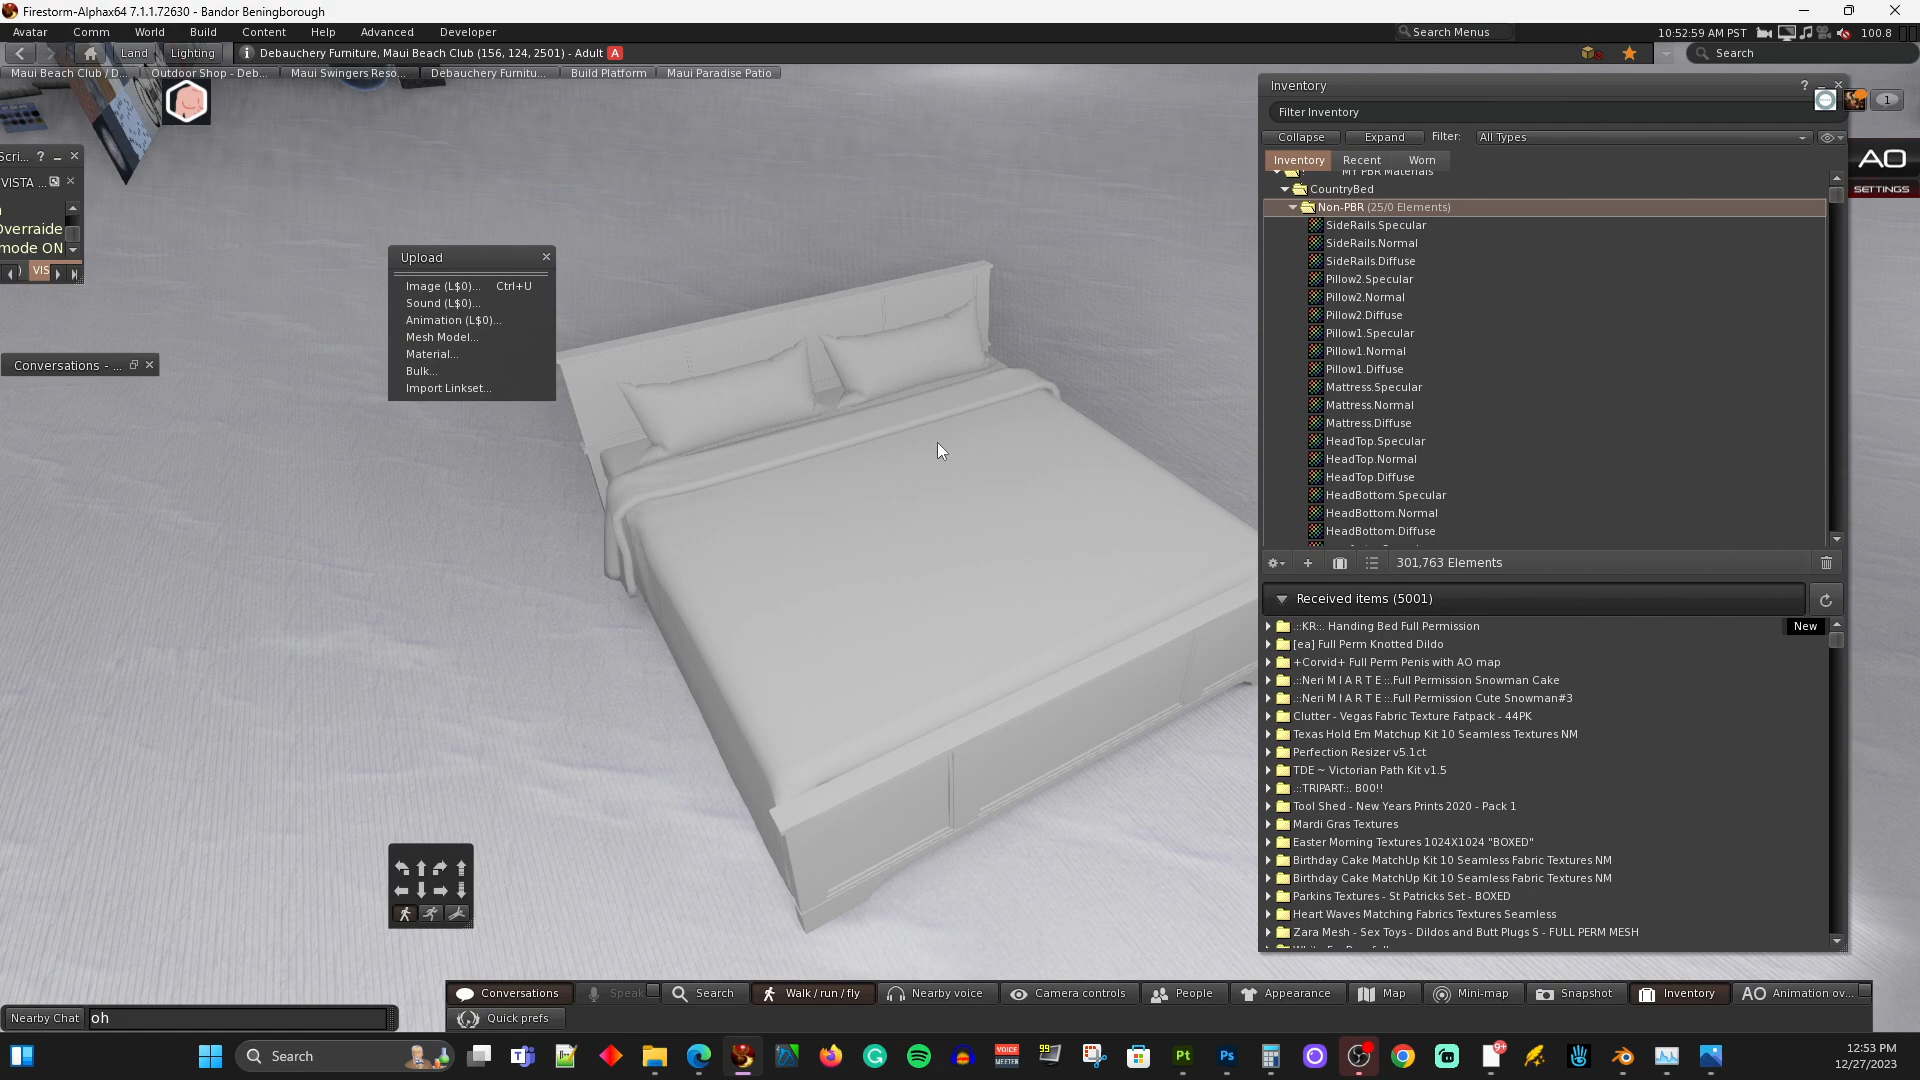 Firestorm-Alphax64 7.1.1.72630 - Bandor Beningborough
Avatar Comm World Build Content Help Advanced Developer
Search Menus
10:52:59 AM PST
100.8
Land
Lighting
Debauchery Furniture, Maui Beach Club (156, 124, 2501) - Adult A
Search
Maui Beach Club / D...
Outdoor Shop - Deb...
Maui Swingers Reso...
Debauchery Furnitu...
Build Platform
Maui Paradise Patio
Scri... ?
VISTA ...
Overraide
mode ON
VIS
Conversations - ...
Upload
Image (L$0)... Ctrl+U
Sound (L$0)...
Animation (L$0)...
Mesh Model...
Material...
Bulk...
Import Linkset...
Inventory
?
1
Filter Inventory
Collapse
Expand
Filter:
All Types
Inventory
Recent
Worn
AO
SETTINGS
MY PBR Materials
CountryBed
Non-PBR (25/0 Elements)
SideRails.Specular
SideRails.Normal
SideRails.Diffuse
Pillow2.Specular
Pillow2.Normal
Pillow2.Diffuse
Pillow1.Specular
Pillow1.Normal
Pillow1.Diffuse
Mattress.Specular
Mattress.Normal
Mattress.Diffuse
HeadTop.Specular
HeadTop.Normal
HeadTop.Diffuse
HeadBottom.Specular
HeadBottom.Normal
HeadBottom.Diffuse
301,763 Elements
Received items (5001)
.::KR::. Handing Bed Full Permission
New
[ea] Full Perm Knotted Dildo
+Corvid+ Full Perm Penis with AO map
.::Neri M I A R T E ::.Full Permission Snowman Cake
.::Neri M I A R T E ::.Full Permission Cute Snowman#3
Clutter - Vegas Fabric Texture Fatpack - 44PK
Texas Hold Em Matchup Kit 10 Seamless Textures NM
Perfection Resizer v5.1ct
TDE ~ Victorian Path Kit v1.5
.::TRIPART::. B00!!
Tool Shed - New Years Prints 2020 - Pack 1
Mardi Gras Textures
Easter Morning Textures 1024X1024 "BOXED"
Birthday Cake MatchUp Kit 10 Seamless Fabric Textures NM
Birthday Cake MatchUp Kit 10 Seamless Fabric Textures NM
Parkins Textures - St Patricks Set - BOXED
Heart Waves Matching Fabrics Textures Seamless
Zara Mesh - Sex Toys - Dildos and Butt Plugs S - FULL PERM MESH
Conversations
Speak
Search
Walk / run / fly
Nearby voice
Camera controls
People
Appearance
Map
Mini-map
Snapshot
Inventory
AO Animation ov...
Quick prefs
Nearby Chat
oh
Search
VOICE
MEETER
99
Pt
Ps
9+
12:53 PM
12/27/2023